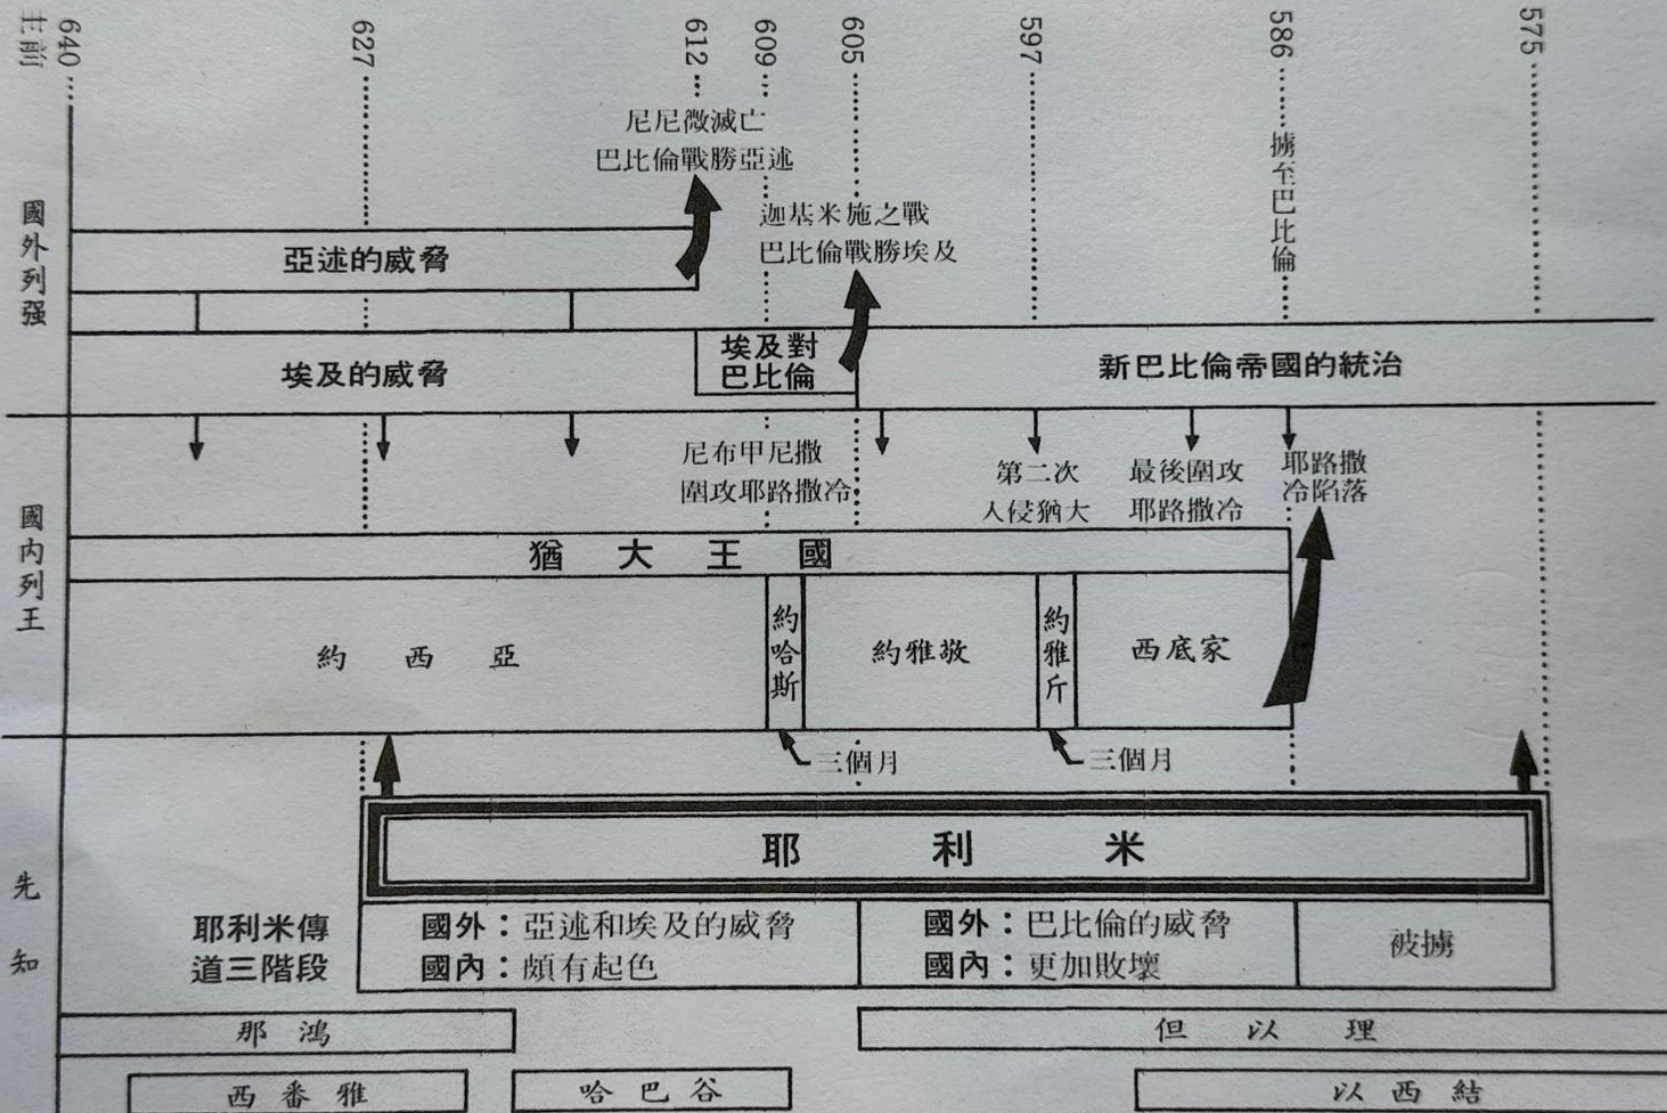 主前
640
627
612
609
605
597
586
575
尼尼微滅亡
巴比倫戰勝亞述
迦基米施之戰
巴比倫戰勝埃及
擄至巴比倫
國外列强
亞述的威脅
埃及的威脅
埃及對
巴比倫
新巴比倫帝國的統治
尼布甲尼撒
圍攻耶路撒冷
第二次
入侵猶大
最後圍攻
耶路撒冷
耶路撒
冷陷落
國内列王
猶大王國
約西亞
約哈斯
約雅敬
約雅斤
西底家
三個月
三個月
先知
耶利米
耶利米傳
道三階段
國外：亞述和埃及的威脅
國內：頗有起色
國外：巴比倫的威脅
國內：更加敗壞
被擄
那鴻
但以理
西番雅
哈巴谷
以西結